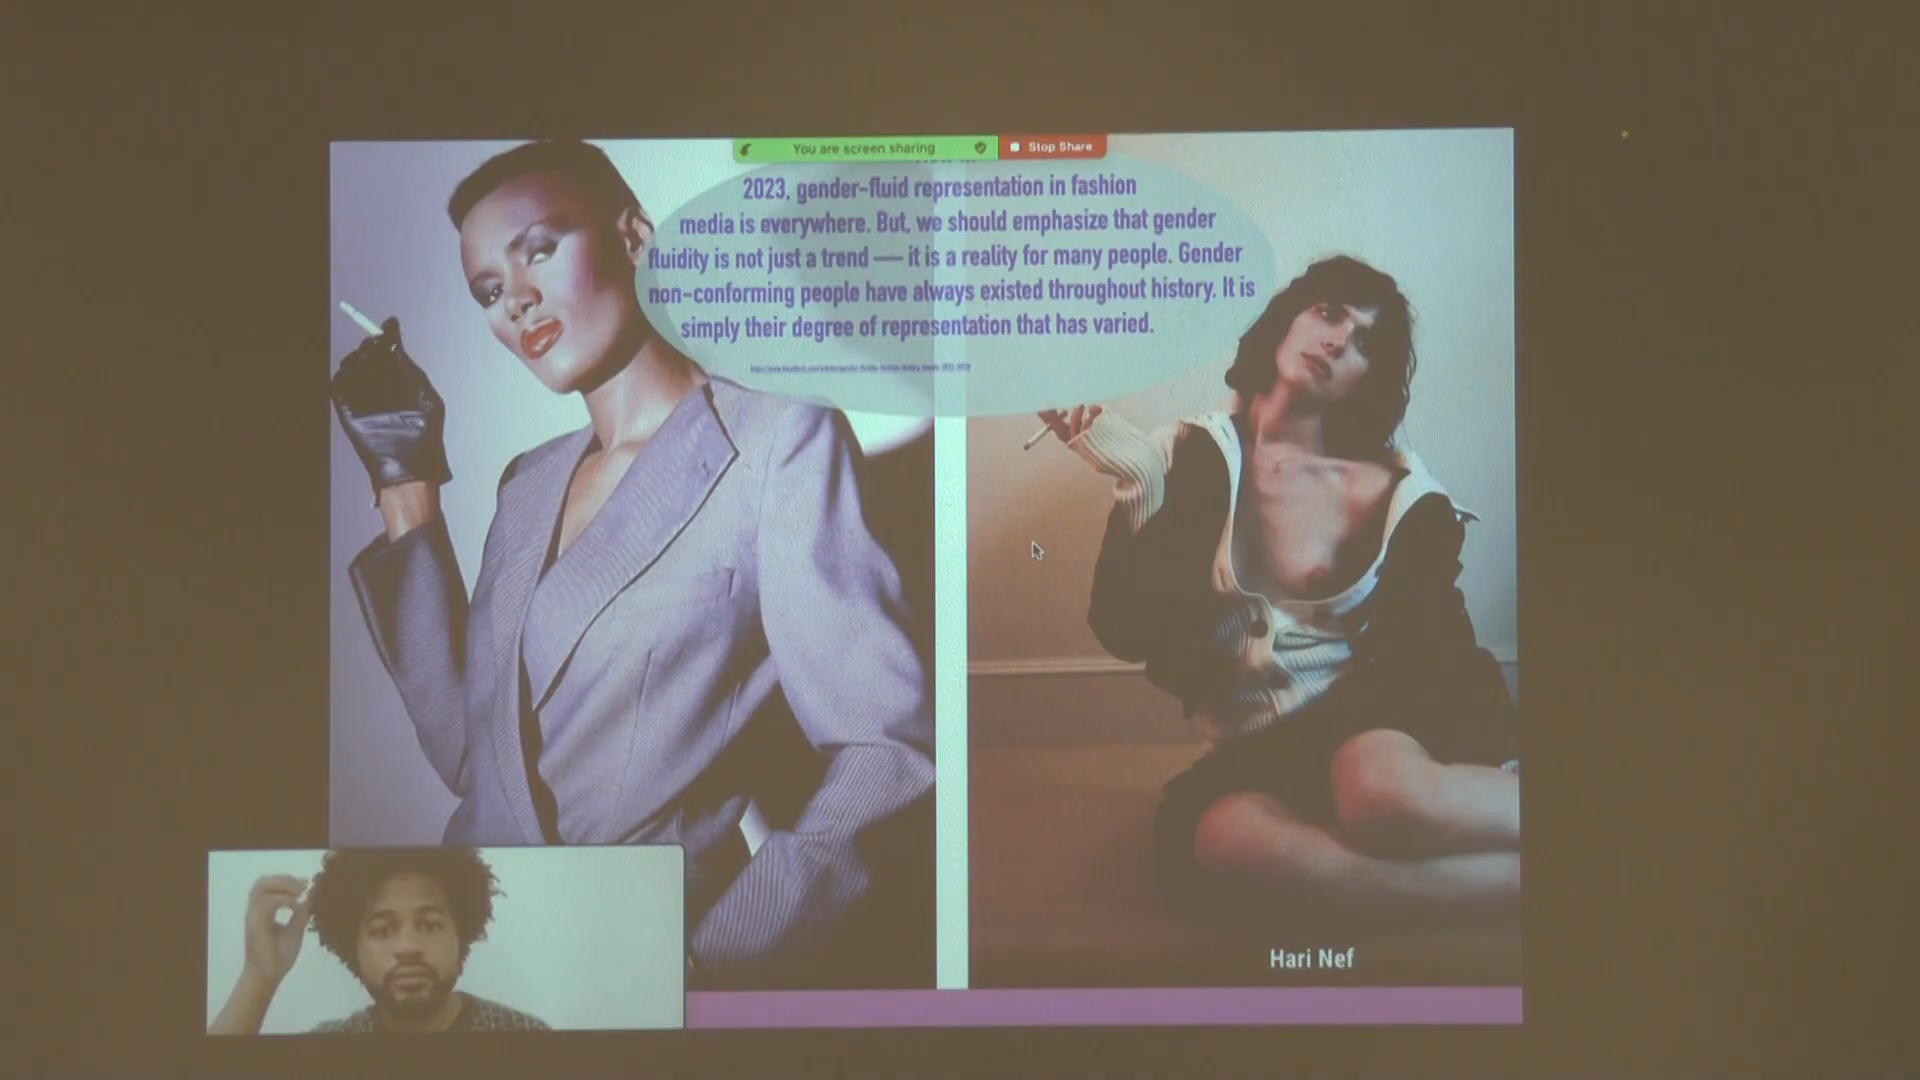 You are screen sharing
Stop Share
2023, gender-fluid representation in fashion
media is everywhere. But, we should emphasize that gender
fluidity is not just a trend — it is a reality for many people. Gender
non-conforming people have always existed throughout history. It is
simply their degree of representation that has varied.
Hari Nef